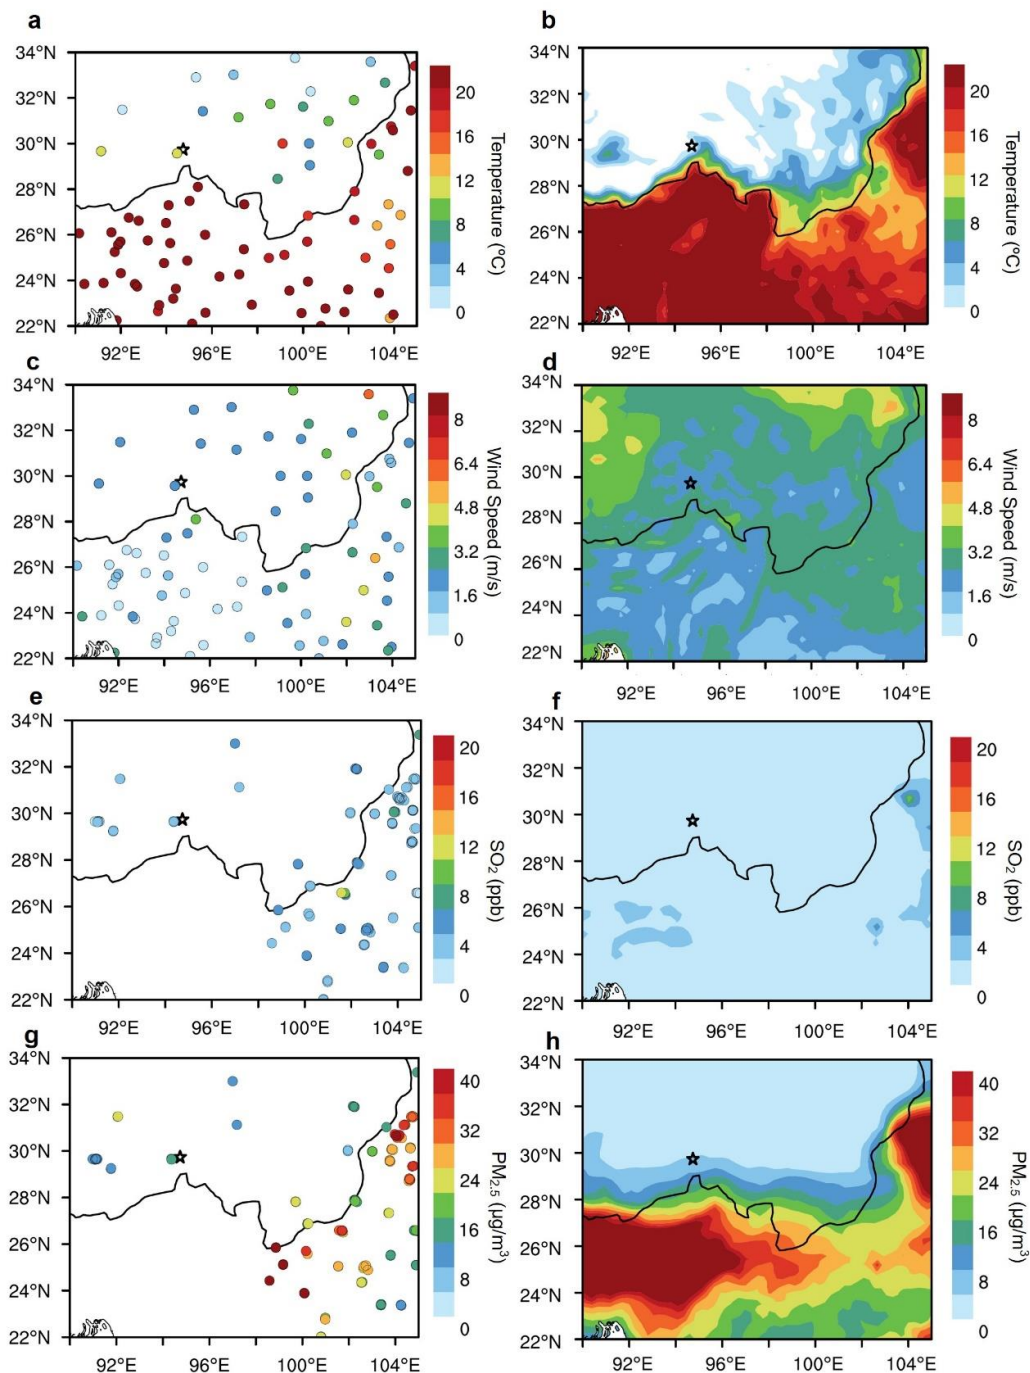 a
34°N
32°N
30°N
28°N
26°N
24°N
22°N
92°E 96°E 100°E 104°E
20
16
12
8
4
0
Temperature (°C)
b
34°N
32°N
30°N
28°N
26°N
24°N
22°N
92°E 96°E 100°E 104°E
20
16
12
8
4
0
Temperature (°C)
c
34°N
32°N
30°N
28°N
26°N
24°N
22°N
92°E 96°E 100°E 104°E
8
6.4
4.8
3.2
1.6
0
Wind Speed (m/s)
d
34°N
32°N
30°N
28°N
26°N
24°N
22°N
92°E 96°E 100°E 104°E
8
6.4
4.8
3.2
1.6
0
Wind Speed (m/s)
e
34°N
32°N
30°N
28°N
26°N
24°N
22°N
92°E 96°E 100°E 104°E
20
16
12
8
4
0
SO₂ (ppb)
f
34°N
32°N
30°N
28°N
26°N
24°N
22°N
92°E 96°E 100°E 104°E
20
16
12
8
4
0
SO₂ (ppb)
g
34°N
32°N
30°N
28°N
26°N
24°N
22°N
92°E 96°E 100°E 104°E
40
32
24
16
8
0
PM₂.₅ (μg/m³)
h
34°N
32°N
30°N
28°N
26°N
24°N
22°N
92°E 96°E 100°E 104°E
40
32
24
16
8
0
PM₂.₅ (μg/m³)